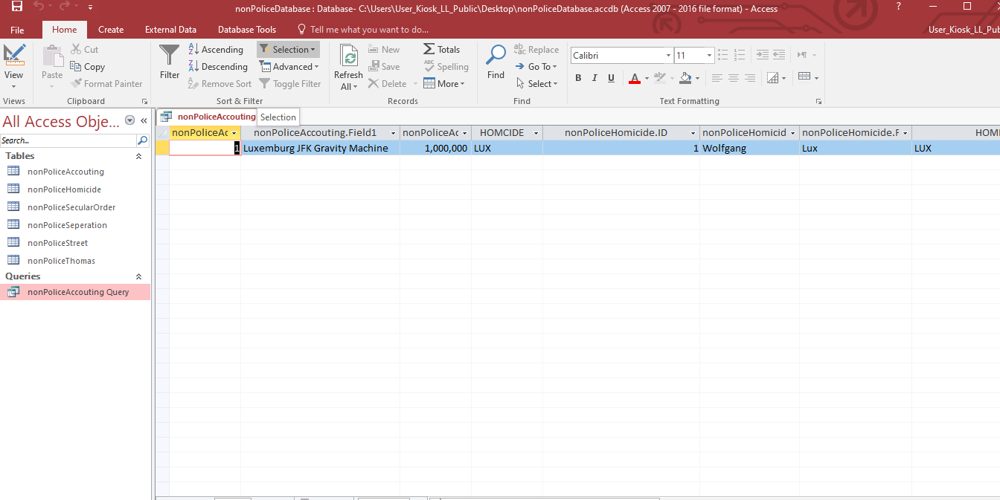 nonPoliceDatabase : Database- C:\Users\User_Kiosk_LL_Public\Desktop\nonPoliceDatabase.accdb (Access 2007 - 2016 file format) - Access
?
File Home Create External Data Database Tools Tell me what you want to do... User_Kiosk_LL_Pub
View
Views
Paste
Cut
Copy
Format Painter
Clipboard
Filter
Ascending
Descending
Remove Sort
Selection
Advanced
Toggle Filter
Sort & Filter
Refresh All
New
Save
Delete
Totals
Spelling
More
Records
Find
Replace
Go To
Select
Find
Calibri 11
B I U A
Text Formatting
All Access Obje... «
Search...
Tables
nonPoliceAccouting
nonPoliceHomicide
nonPoliceSecularOrder
nonPoliceSeperation
nonPoliceStreet
nonPoliceThomas
Queries
nonPoliceAccouting Query
nonPoliceAccouting
Selection
nonPoliceAc nonPoliceAccouting.Field1 nonPoliceAc HOMCIDE nonPoliceHomicide.ID nonPoliceHomicid nonPoliceHomicide.F HOM
1 Luxemburg JFK Gravity Machine 1,000,000 LUX 1 Wolfgang Lux LUX